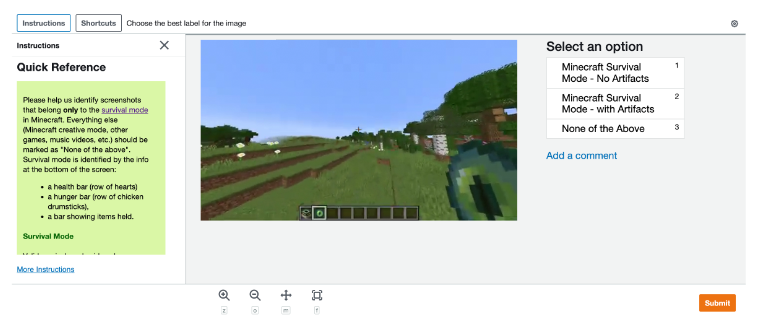 Instructions
Shortcuts
Choose the best label for the image
Instructions
Quick Reference
Please help us identify screenshots
that belong only to the survival mode
in Minecraft. Everything else
(Minecraft creative mode, other
games, music videos, etc.) should be
marked as "None of the above".
Survival mode is identified by the info
at the bottom of the screen:
• a health bar (row of hearts)
• a hunger bar (row of chicken
drumsticks),
• a bar showing items held.
Survival Mode
More Instructions
Select an option
Minecraft Survival
Mode - No Artifacts
1
Minecraft Survival
Mode - with Artifacts
2
None of the Above
3
Add a comment
z
o
m
f
Submit